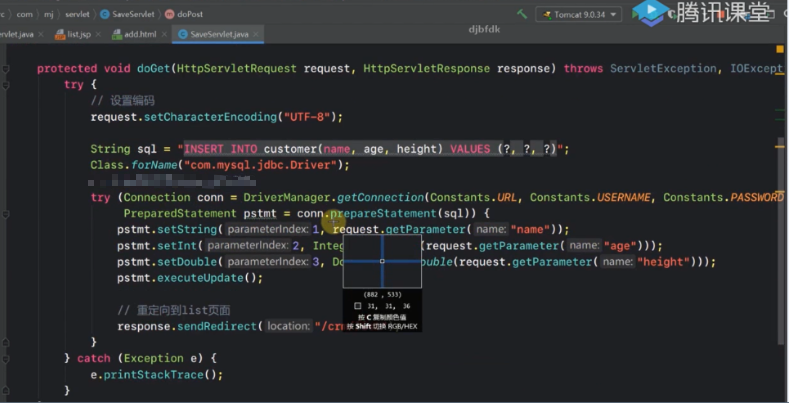 com mj servlet SaveServlet doPost Tomcat 9.0.34 腾讯课堂
rvlet.java list.jsp add.html SaveServlet.java djbfdk
protected void doGet(HttpServletRequest request, HttpServletResponse response) throws ServletException, IOExcept
try {
// 设置编码
request.setCharacterEncoding("UTF-8");
String sql = "INSERT INTO customer(name, age, height) VALUES (?, ?, ?)";
Class.forName("com.mysql.jdbc.Driver");
try (Connection conn = DriverManager.getConnection(Constants.URL, Constants.USERNAME, Constants.PASSWORD
PreparedStatement pstmt = conn.prepareStatement(sql)) {
pstmt.setString( parameterIndex: 1, request.getParameter( name: "name"));
pstmt.setInt( parameterIndex: 2, Integ (request.getParameter( name: "age")));
pstmt.setDouble( parameterIndex: 3, Do uble(request.getParameter( name: "height")));
pstmt.executeUpdate();
(882 , 533)
31, 31, 36
按 C 复制颜色值
按 Shift 切换 RGB/HEX
// 重定向到list页面
response.sendRedirect( location: "/cr
}
} catch (Exception e) {
e.printStackTrace();
}